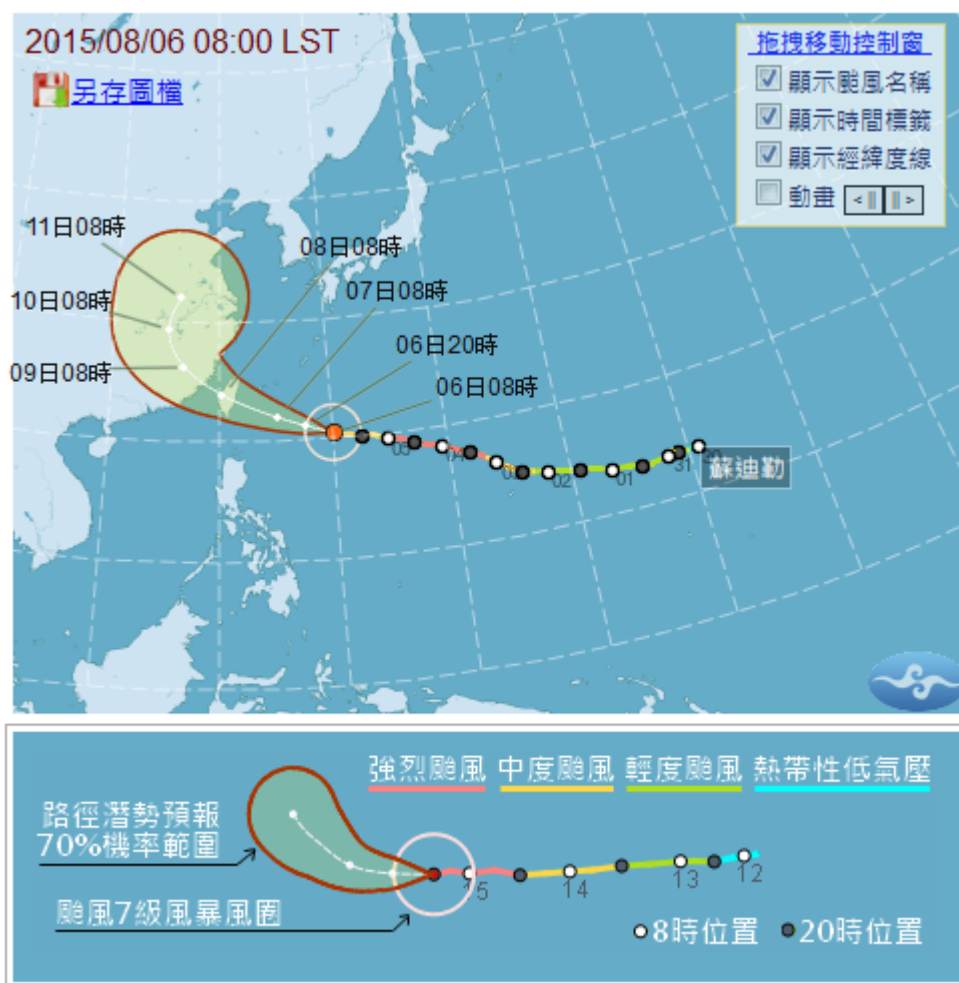 2015/08/06 08:00 LST
另存圖檔
拖拽移動控制窗
顯示颱風名稱
顯示時間標籤
顯示經緯度線
動畫 <|| ||>
11日08時
08日08時
10日08時
07日08時
06日20時
09日08時
06日08時
05
04
03
02
01
31
蘇迪勒
強烈颱風 中度颱風 輕度颱風 熱帶性低氣壓
路徑潛勢預報
70%機率範圍
15
14
13
12
颱風7級風暴風圈
8時位置 20時位置